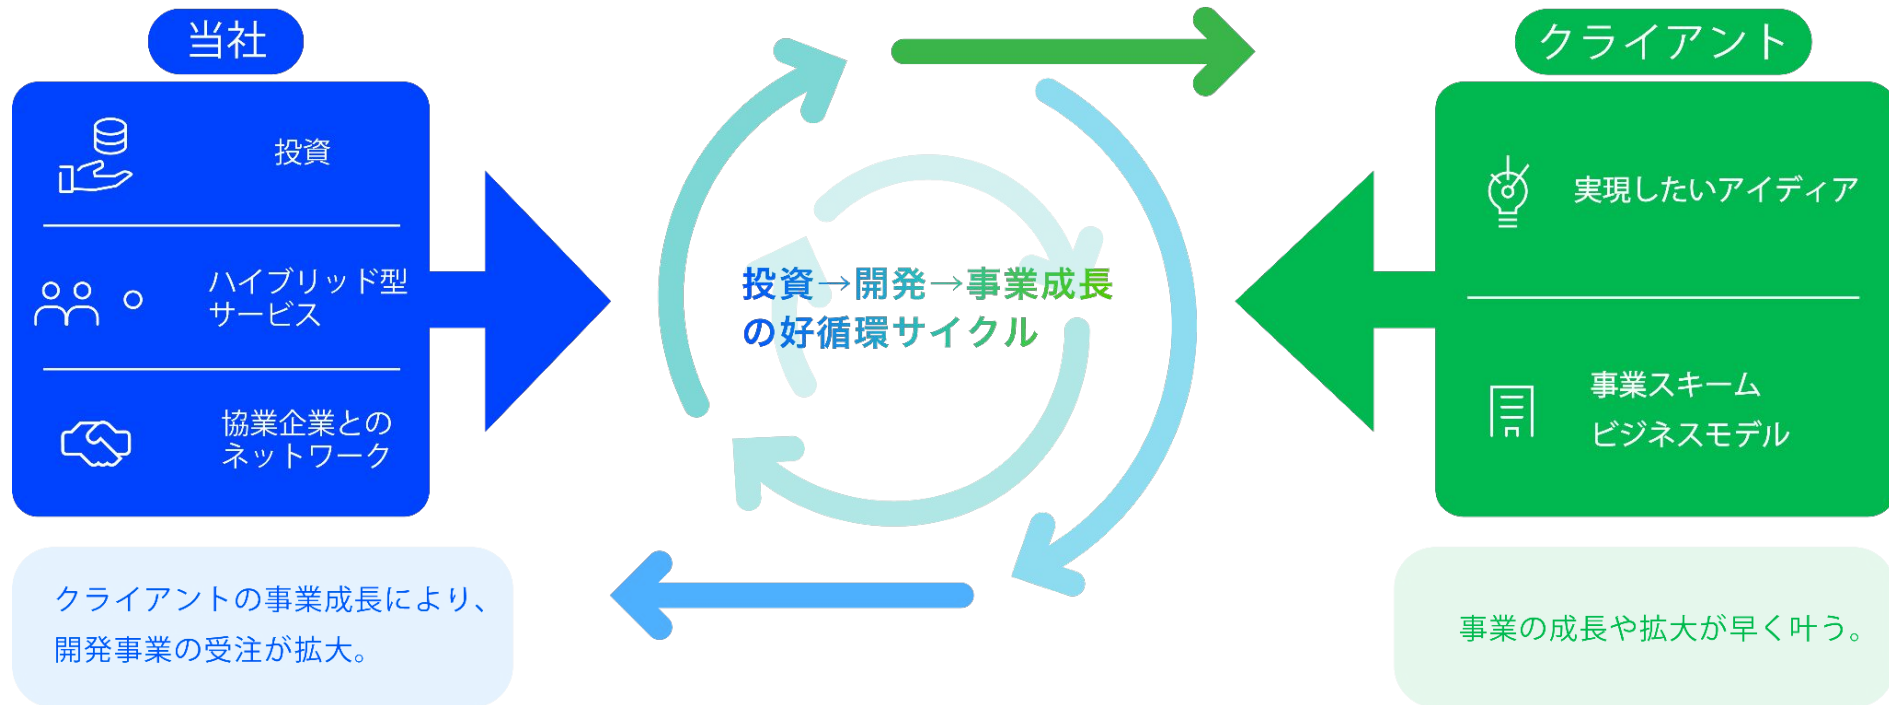 当社
投資
ハイブリッド型
サービス
協業企業との
ネットワーク
クライアントの事業成長により、
開発事業の受注が拡大。
投資→開発→事業成長
の好循環サイクル
クライアント
実現したいアイディア
事業スキーム
ビジネスモデル
事業の成長や拡大が早く叶う。